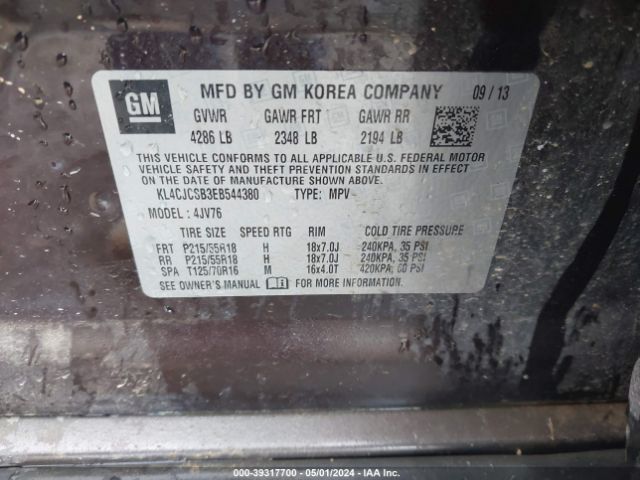 GM
MFD BY GM KOREA COMPANY 09 / 13
GVWR GAWR FRT GAWR RR
4286 LB 2348 LB 2194 LB
THIS VEHICLE CONFORMS TO ALL APPLICABLE U.S. FEDERAL MOTOR
VEHICLE SAFETY AND THEFT PREVENTION STANDARDS IN EFFECT ON THE
DATE OF MANUFACTURE SHOWN ABOVE.
KL4CJCSB3EB544380 TYPE: MPV
MODEL : 4JV76
TIRE SIZE SPEED RTG RIM COLD TIRE PRESSURE
FRT P215/55R18 H 18x7.0J 240KPA, 35 PSI
RR P215/55R18 H 18x7.0J 240KPA, 35 PSI
SPA T125/70R16 M 16x4.0T 420KPA, 60 PSI
SEE OWNER'S MANUAL FOR MORE INFORMATION.
000-39317700 - 05/01/2024 - IAA Inc.